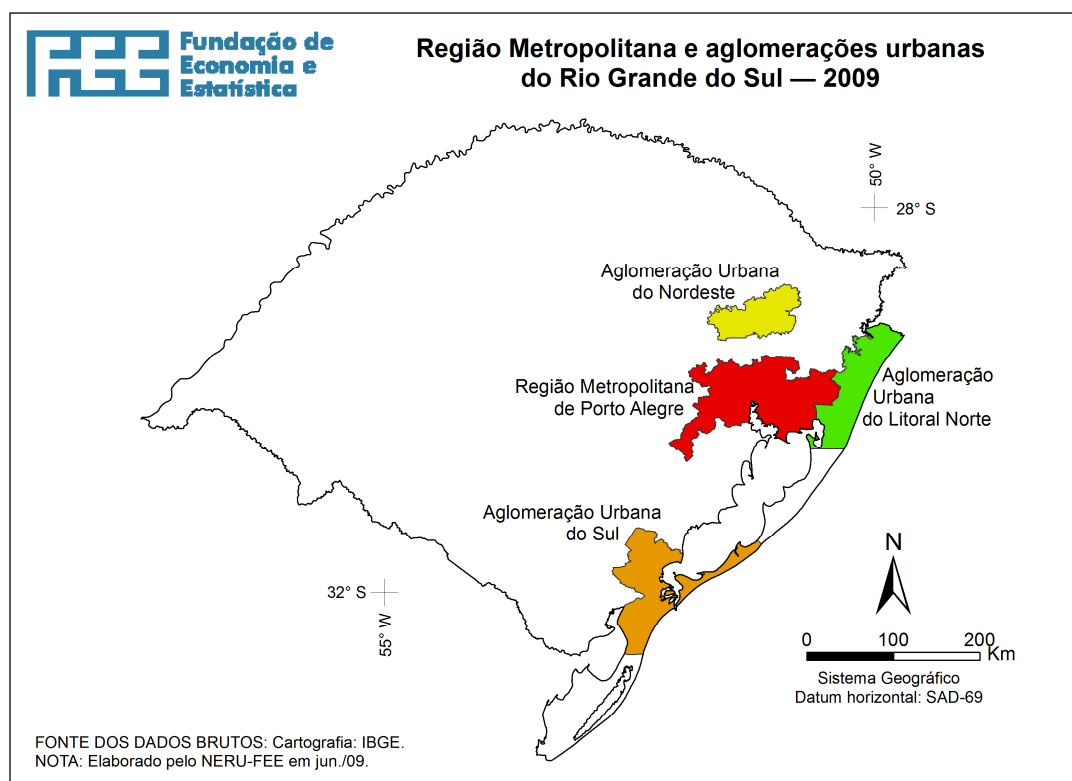 FEE
Fundação de
Economia e
Estatística
Região Metropolitana e aglomerações urbanas
do Rio Grande do Sul — 2009
50° W
28° S
Aglomeração Urbana
do Nordeste
Região Metropolitana
de Porto Alegre
Aglomeração
Urbana
do Litoral Norte
Aglomeração Urbana
do Sul
32° S
55° W
N
0 100 200
Km
Sistema Geográfico
Datum horizontal: SAD-69
FONTE DOS DADOS BRUTOS: Cartografia: IBGE.
NOTA: Elaborado pelo NERU-FEE em jun./09.